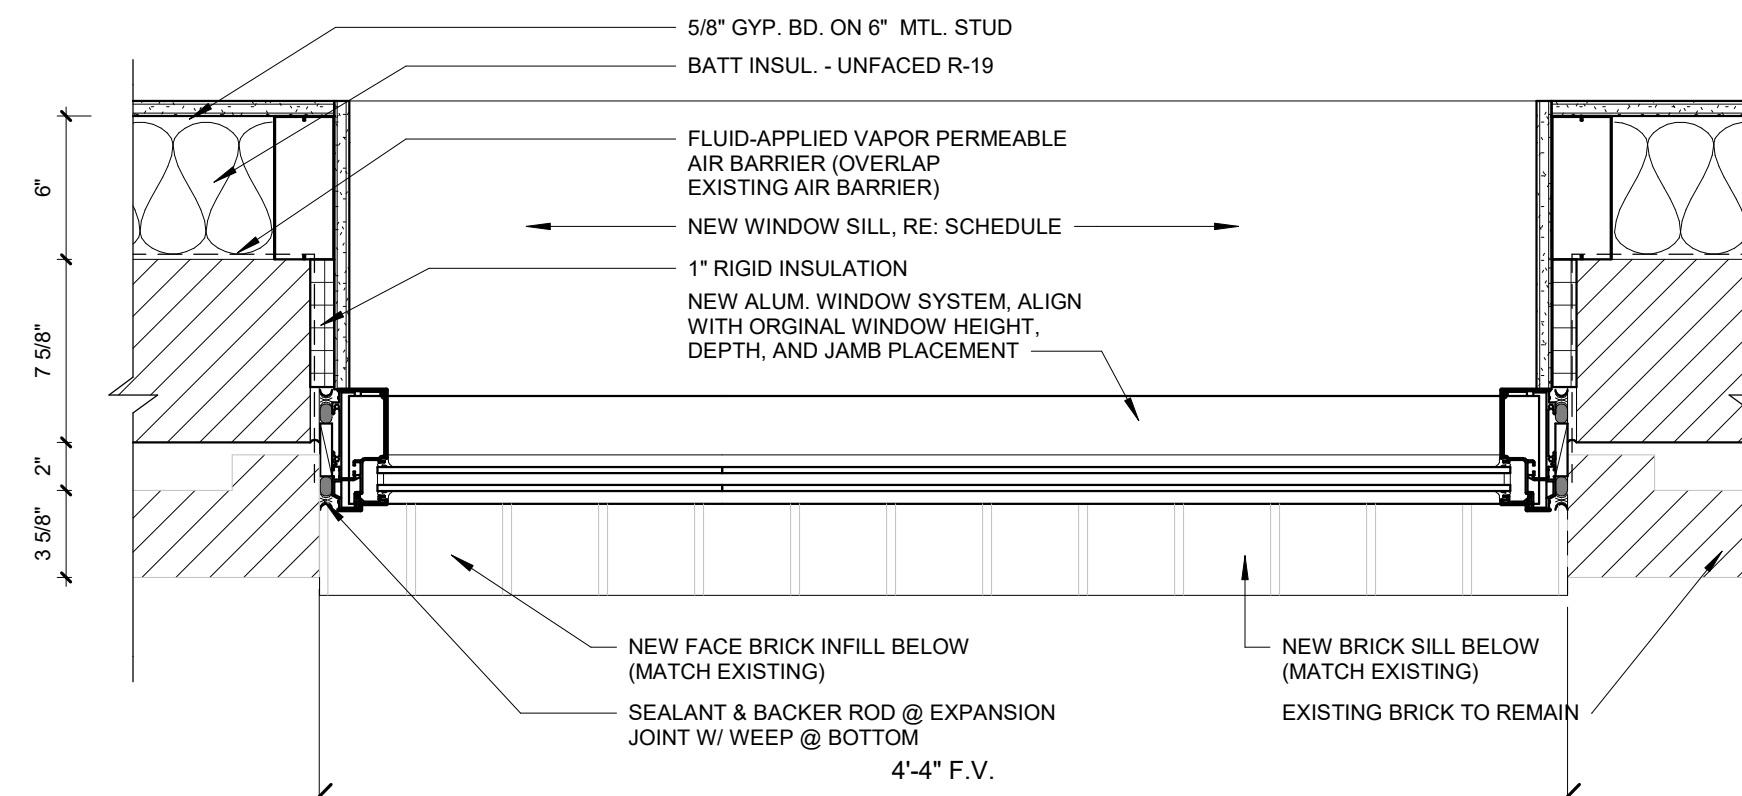 5/8" GYP. BD. ON 6" MTL. STUD
BATT INSUL. - UNFACED R-19
FLUID-APPLIED VAPOR PERMEABLE
AIR BARRIER (OVERLAP
EXISTING AIR BARRIER)
NEW WINDOW SILL, RE: SCHEDULE
1" RIGID INSULATION
NEW ALUM. WINDOW SYSTEM, ALIGN
WITH ORGINAL WINDOW HEIGHT,
DEPTH, AND JAMB PLACEMENT
6"
7 5/8"
2"
3 5/8"
NEW FACE BRICK INFILL BELOW
(MATCH EXISTING)
SEALANT & BACKER ROD @ EXPANSION
JOINT W/ WEEP @ BOTTOM
NEW BRICK SILL BELOW
(MATCH EXISTING)
EXISTING BRICK TO REMAIN
4'-4" F.V.